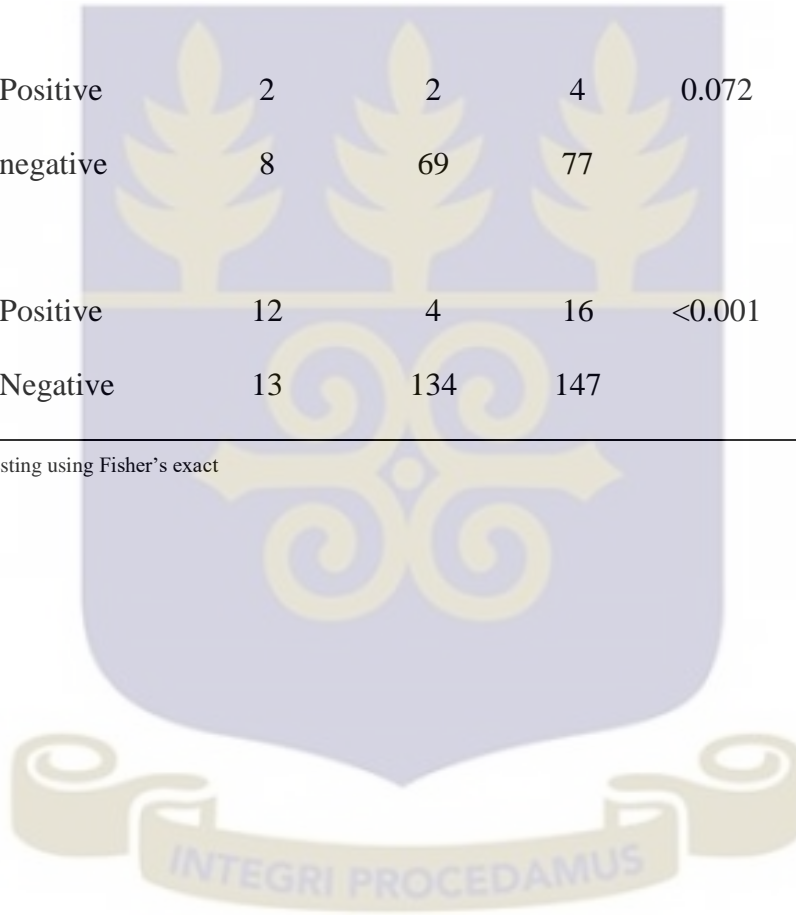 Positive 2 2 4 0.072
negative 8 69 77
Positive 12 4 16 <0.001
Negative 13 134 147
sting using Fisher's exact
INTEGRI PROCEDAMUS